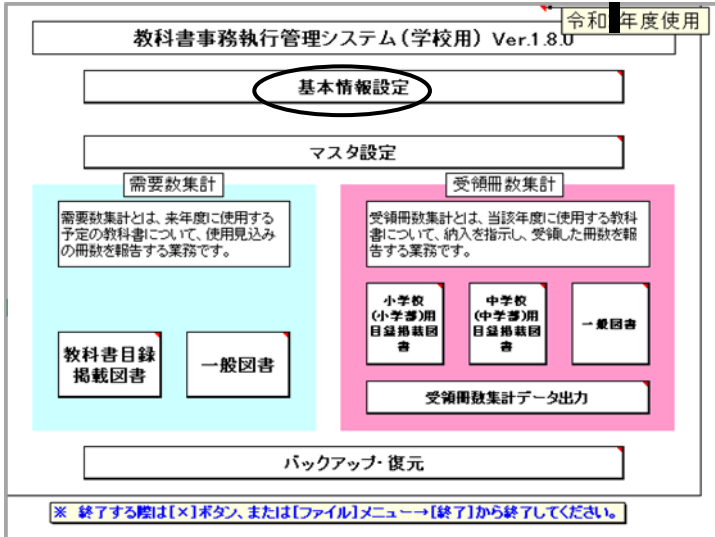 令和 年度使用
教科書事務執行管理システム(学校用) Ver.1.8.0
基本情報設定
マスタ設定
需要数集計
需要数集計とは、来年度に使用する
予定の教科書について、使用見込み
の冊数を報告する業務です。
教科書目録
掲載図書
一般図書
受領冊数集計
受領冊数集計とは、当該年度に使用する教科
書について、納入を指示し、受領した冊数を報
告する業務です。
小学校
(小学部)用
目録掲載図
書
中学校
(中学部)用
目録掲載図
書
一般図書
受領冊数集計データ出力
バックアップ・復元
※ 終了する際は[×]ボタン、または[ファイル]メニュー→[終了]から終了してください。